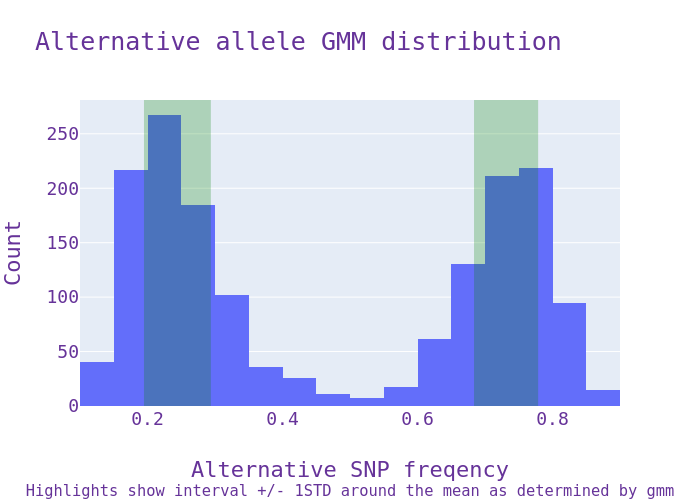 Alternative allele GMM distribution
250
200
150
100
50
0
Count
0.2 0.4 0.6 0.8
Alternative SNP freqency
Highlights show interval +/- 1STD around the mean as determined by gmm